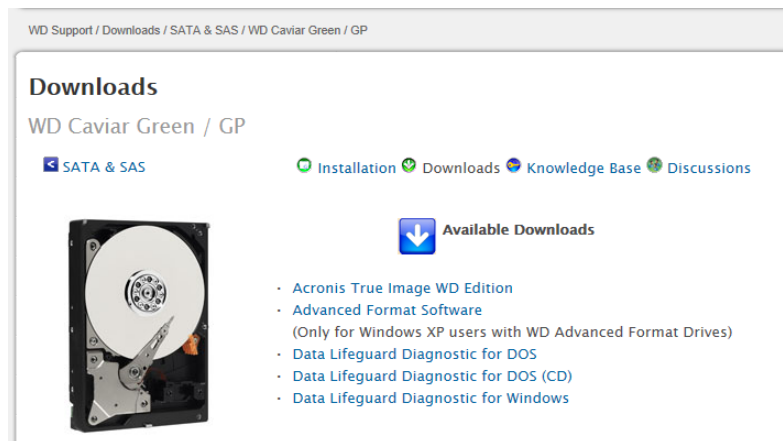 WD Support / Downloads / SATA & SAS / WD Caviar Green / GP
Downloads
WD Caviar Green / GP
SATA & SAS
Installation Downloads Knowledge Base Discussions
Available Downloads
· Acronis True Image WD Edition
· Advanced Format Software
(Only for Windows XP users with WD Advanced Format Drives)
· Data Lifeguard Diagnostic for DOS
· Data Lifeguard Diagnostic for DOS (CD)
· Data Lifeguard Diagnostic for Windows